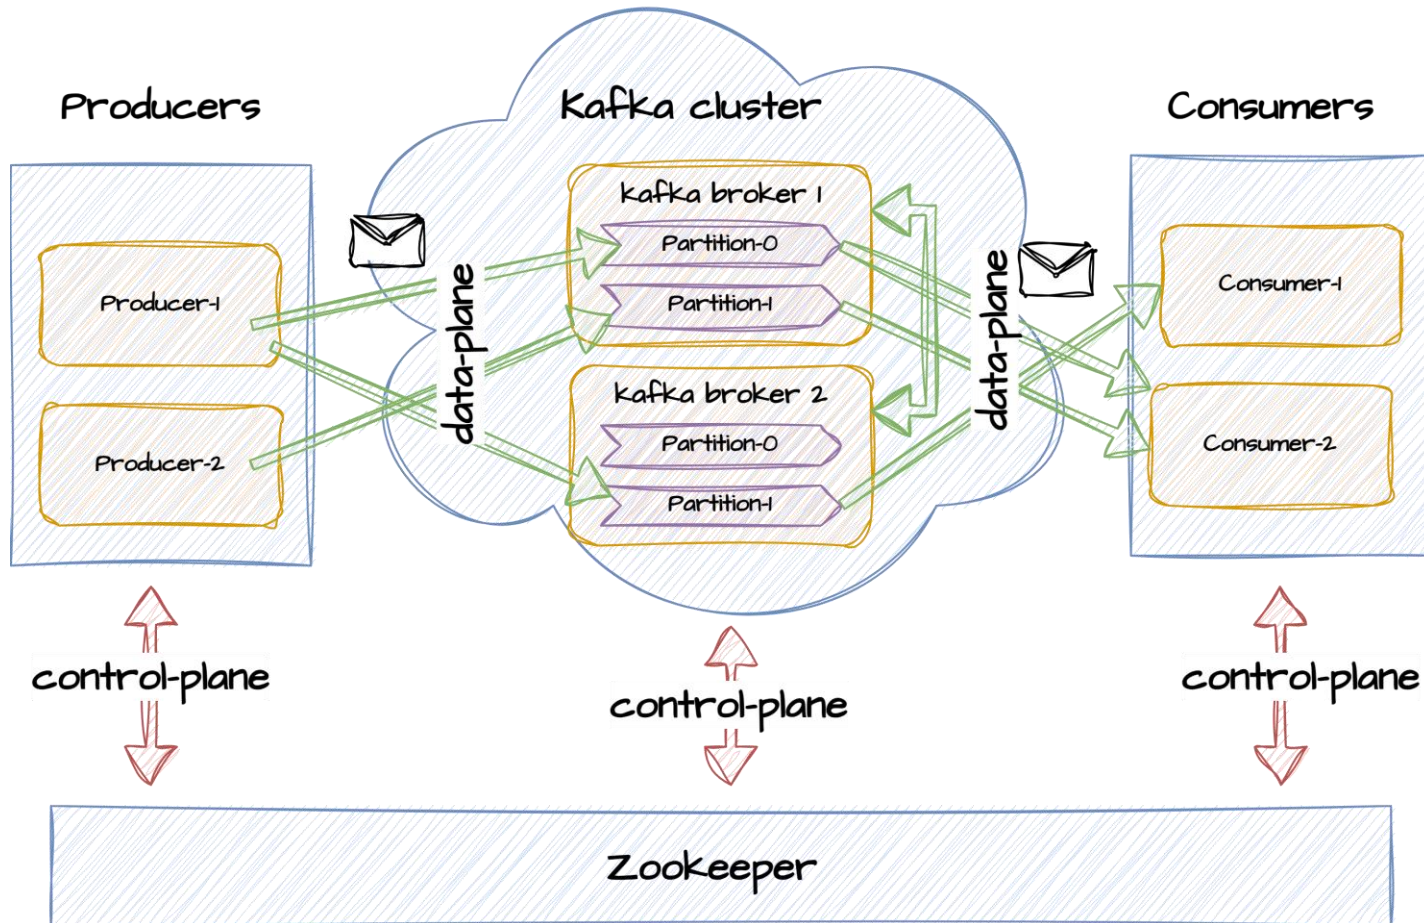 Producers
Kafka cluster
Consumers
kafka broker 1
Partition-0
Partition-1
Producer-1
Consumer-1
data-plane
data-plane
kafka broker 2
Partition-0
Partition-1
Producer-2
Consumer-2
control-plane
control-plane
control-plane
Zookeeper